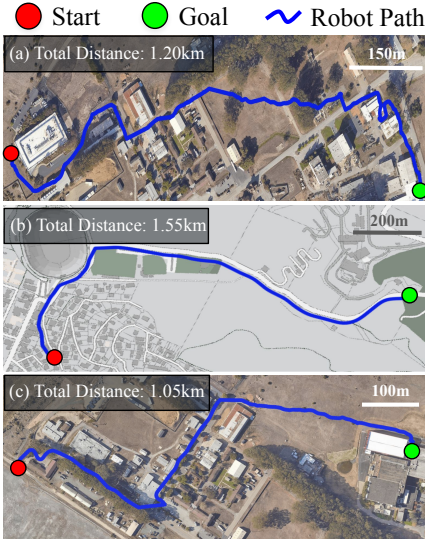 Start Goal Robot Path
(a) Total Distance: 1.20km
150m
(b) Total Distance: 1.55km
200m
(c) Total Distance: 1.05km
100m